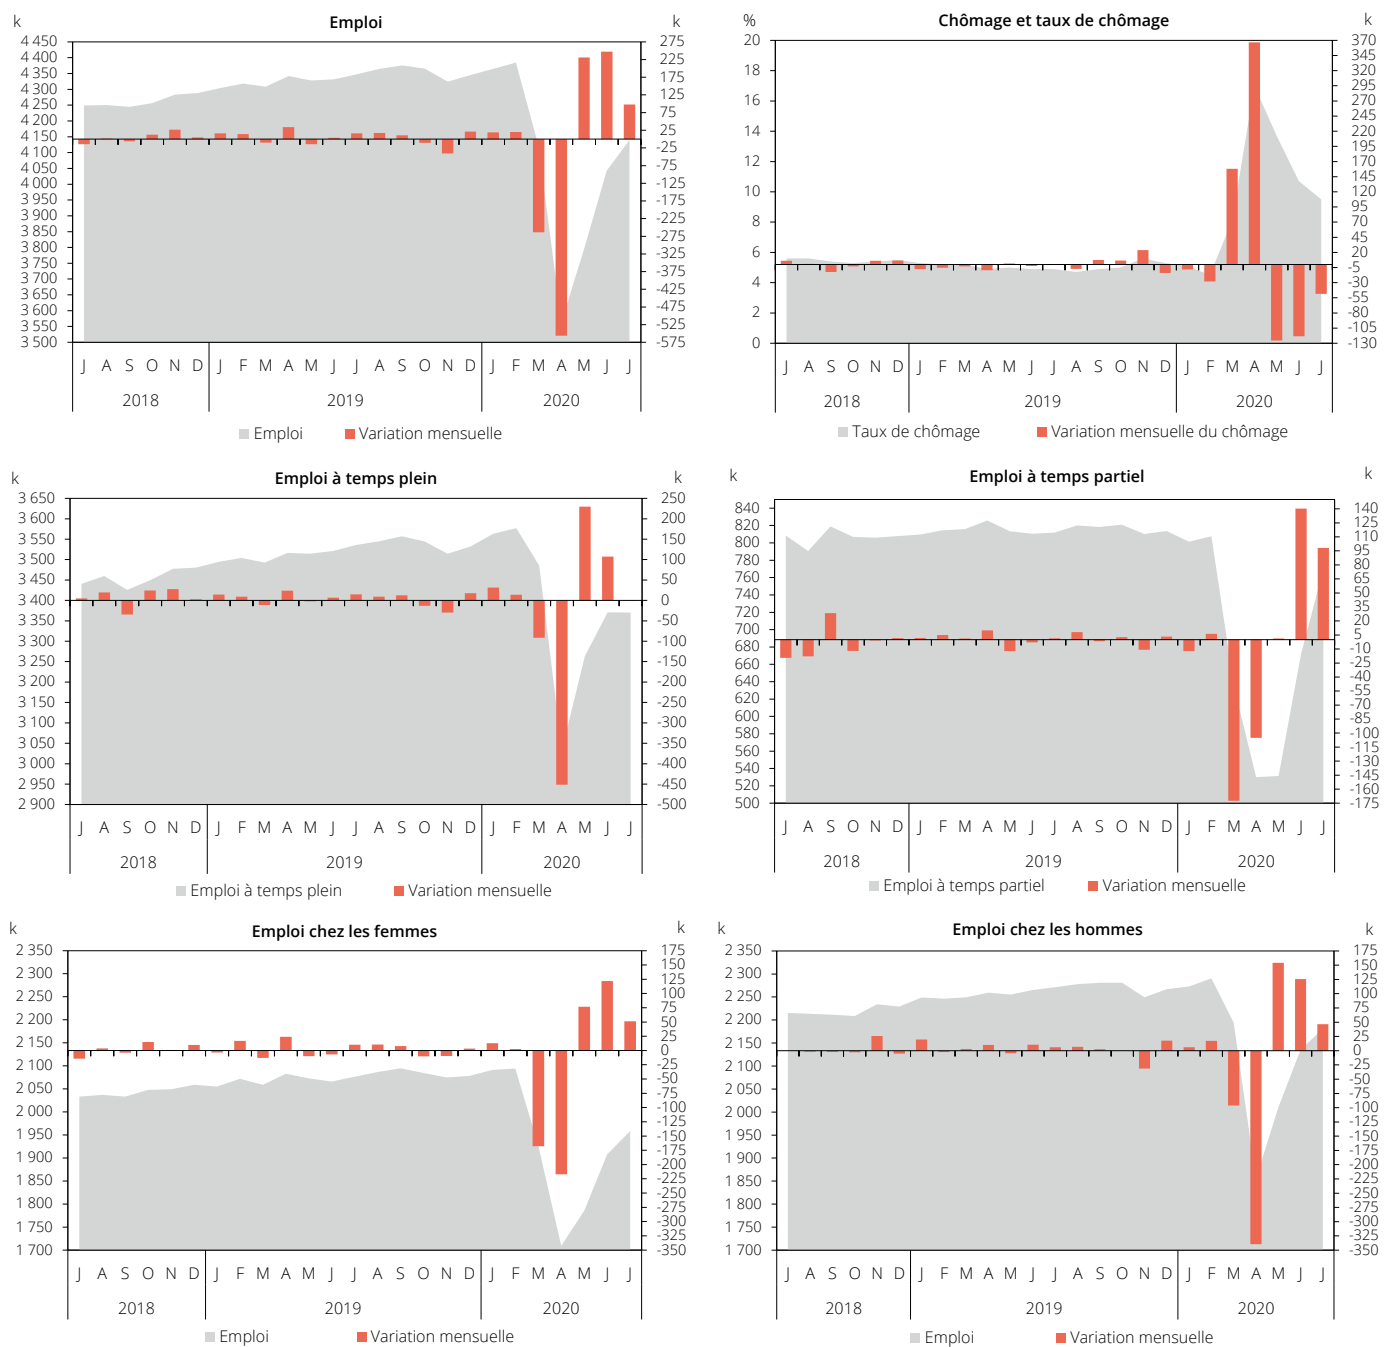 Emploi
k k
4 450 275
4 400 225
4 350 175
4 300 125
4 250 75
4 200 25
4 150 -25
4 100 -75
4 050 -125
4 000 -175
3 950 -225
3 900 -275
3 850 -325
3 800 -375
3 750 -425
3 700 -475
3 650 -525
3 600 -575
3 550
3 500
J A S O N D J F M A M J J A S O N D J F M A M J J
2018 2019 2020
Emploi Variation mensuelle
Chômage et taux de chômage
% k
20 370
18 345
16 320
14 295
12 270
10 245
8 220
6 195
4 170
2 145
0 120
95
70
45
20
-5
-30
-55
-80
-105
-130
J A S O N D J F M A M J J A S O N D J F M A M J J
2018 2019 2020
Taux de chômage Variation mensuelle du chômage
Emploi à temps plein
k k
3 650 250
3 600 200
3 550 150
3 500 100
3 450 50
3 400 0
3 300 -50
3 250 -100
3 200 -150
3 150 -200
3 100 -250
3 050 -300
3 000 -350
2 950 -400
2 900 -450
-500
J A S O N D J F M A M J J A S O N D J F M A M J J
2018 2019 2020
Emploi à temps plein Variation mensuelle
Emploi à temps partiel
k k
840 140
820 125
800 110
780 95
760 80
740 65
720 50
700 35
680 20
660 5
640 -10
620 -25
600 -40
580 -55
560 -70
540 -85
520 -100
500 -115
-130
-145
-160
-175
J A S O N D J F M A M J J A S O N D J F M A M J J
2018 2019 2020
Emploi à temps partiel Variation mensuelle
Emploi chez les femmes
k k
2 350 175
2 300 150
2 250 125
2 200 100
2 150 75
2 100 50
2 050 25
2 000 0
1 950 -25
1 900 -50
1 850 -75
1 800 -100
1 750 -125
1 700 -150
-175
-200
-225
-250
-275
-300
-325
-350
J A S O N D J F M A M J J A S O N D J F M A M J J
2018 2019 2020
Emploi Variation mensuelle
Emploi chez les hommes
k k
2 350 175
2 300 150
2 250 125
2 200 100
2 150 75
2 100 50
2 050 25
2 000 0
1 950 -25
1 900 -50
1 850 -75
1 800 -100
1 750 -125
1 700 -150
-175
-200
-225
-250
-275
-300
-325
-350
J A S O N D J F M A M J J A S O N D J F M A M J J
2018 2019 2020
Emploi Variation mensuelle